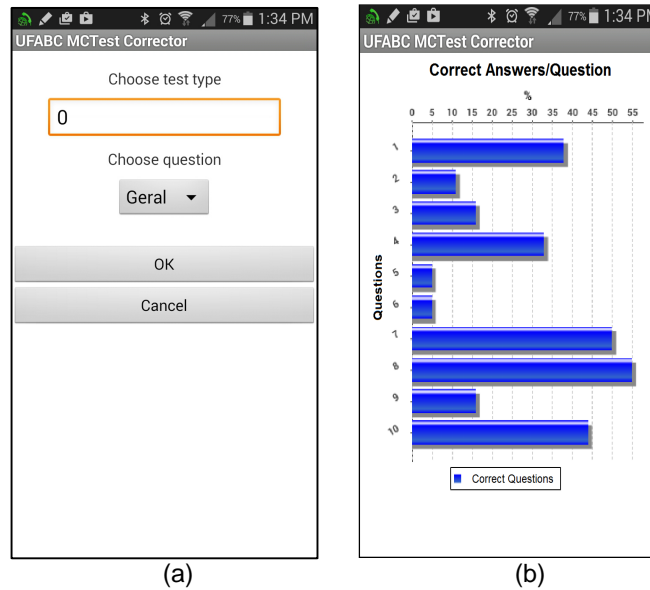 77% 1:34 PM
UFABC MCTest Corrector
Choose test type
0
Choose question
Geral
OK
Cancel
(a)
77% 1:34 PM
UFABC MCTest Corrector
Correct Answers/Question
%
0 5 10 15 20 25 30 35 40 45 50 55
Questions
1
2
3
4
5
6
7
8
9
10
Correct Questions
(b)